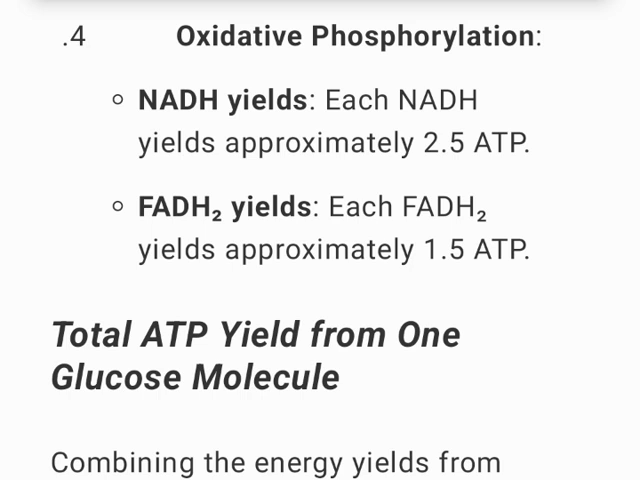 .4 Oxidative Phosphorylation:
○ NADH yields: Each NADH
yields approximately 2.5 ATP.
○ FADH₂ yields: Each FADH₂
yields approximately 1.5 ATP.
Total ATP Yield from One
Glucose Molecule
Combining the energy yields from